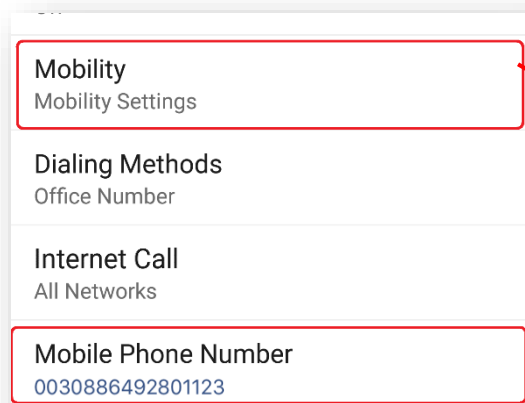 Mobility
Mobility Settings
Dialing Methods
Office Number
Internet Call
All Networks
Mobile Phone Number
0030886492801123